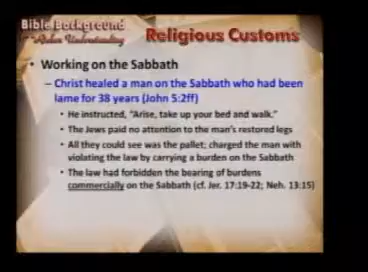 Bible Background
Religious Customs
• Working on the Sabbath
– Christ healed a man on the Sabbath who had been
lame for 38 years (John 5:2ff)
• He instructed, "Arise, take up your bed and walk."
• The Jews paid no attention to the man's restored legs
• All they could see was the pallet; charged the man with
violating the law by carrying a burden on the Sabbath
• The law had forbidden the bearing of burdens
commercially on the Sabbath (cf. Jer. 17:19-22; Neh. 13:15)